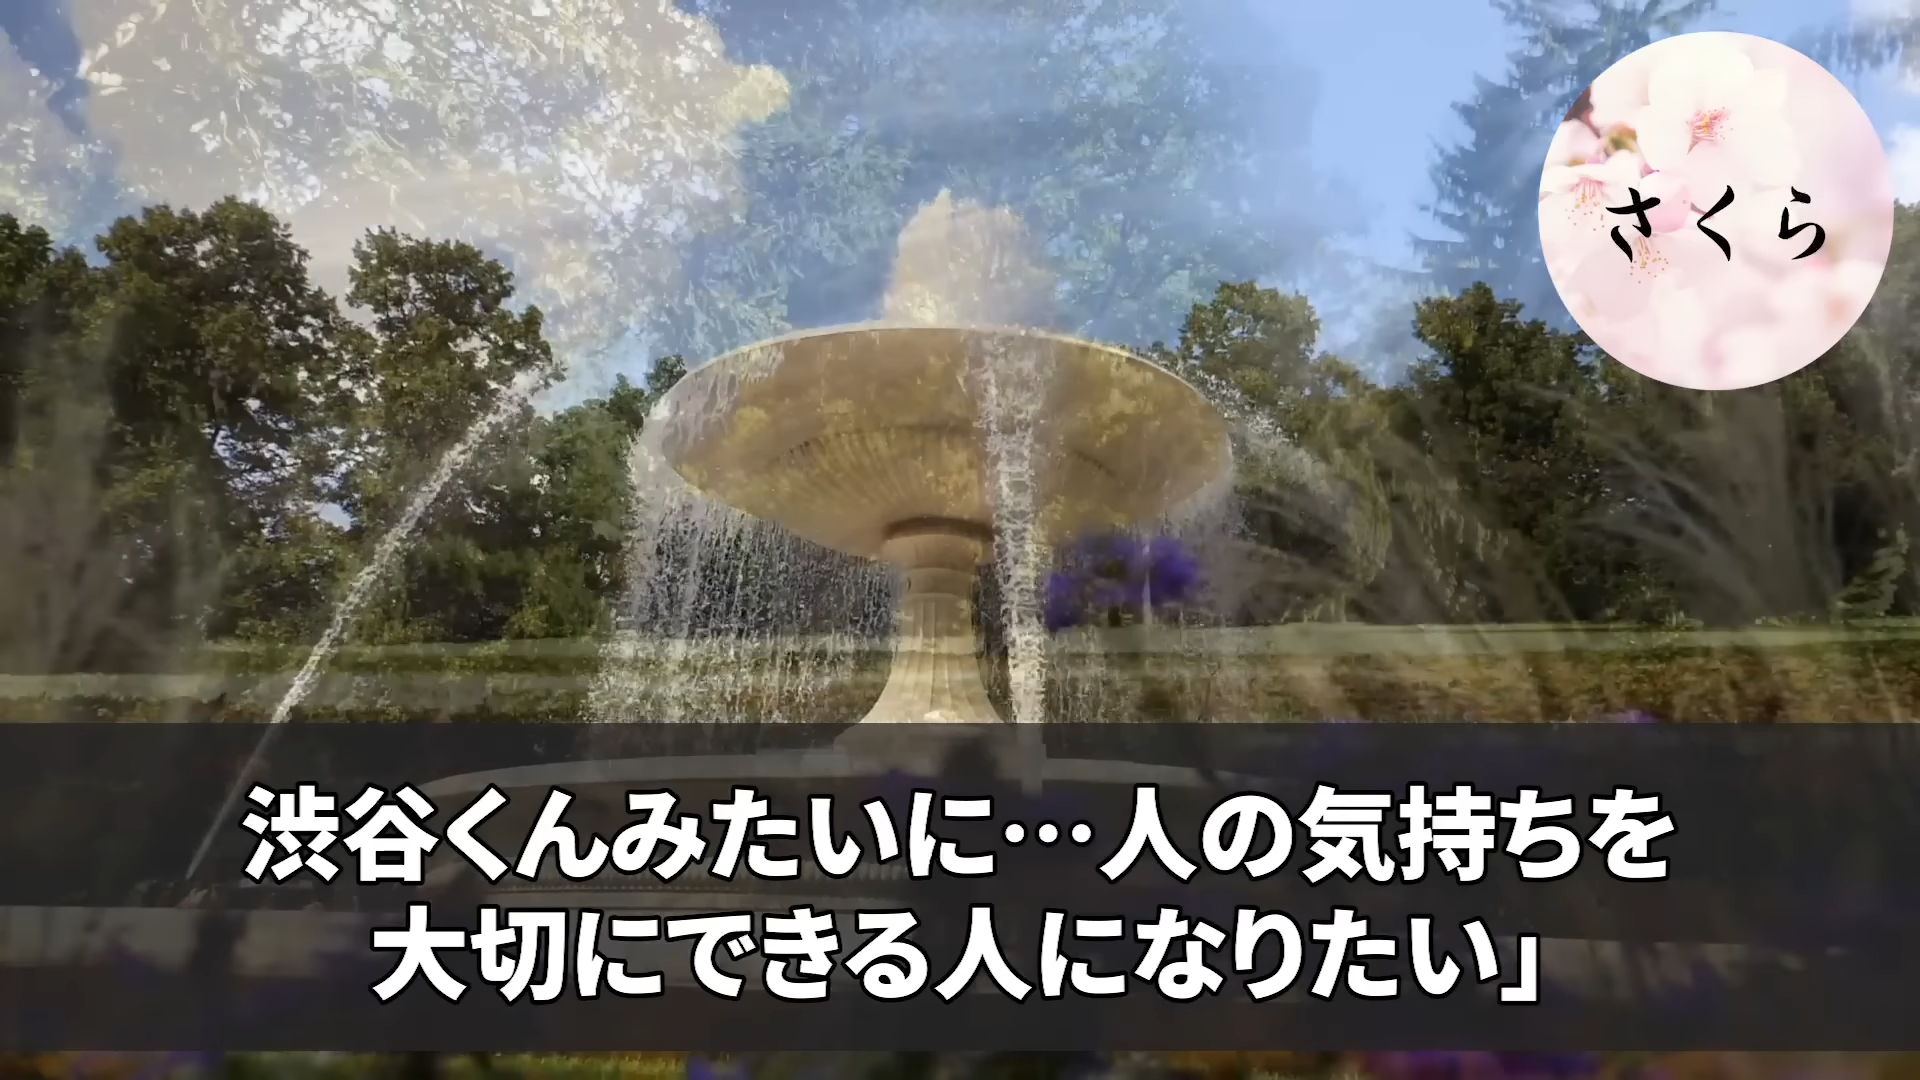 さくら
渋谷くんみたいに…人の気持ちを
大切にできる人になりたい」